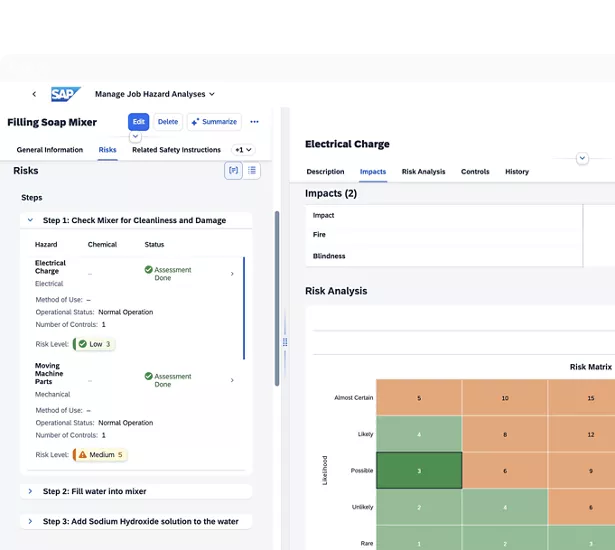 SAP Manage Job Hazard Analyses
Filling Soap Mixer Edit Delete Summarize •••
General Information Risks Related Safety Instructions +1
Risks
Steps
Step 1: Check Mixer for Cleanliness and Damage
Hazard Chemical Status
Electrical
Charge
–
Assessment
Done
Electrical
Method of Use: –
Operational Status: Normal Operation
Number of Controls: 1
Risk Level: Low 3
Moving
Machine
Parts
–
Assessment
Done
Mechanical
Method of Use: –
Operational Status: Normal Operation
Number of Controls: 1
Risk Level: Medium 5
Step 2: Fill water into mixer
Step 3: Add Sodium Hydroxide solution to the water
Electrical Charge
Description Impacts Risk Analysis Controls History
Impacts (2)
Impact
Fire
Blindness
Risk Analysis
Risk Matrix
Likelihood
Almost Certain 5 10 15
Likely 4 8 12
Possible 3 6 9
Unlikely 2 4 6
Rare 1 2 3